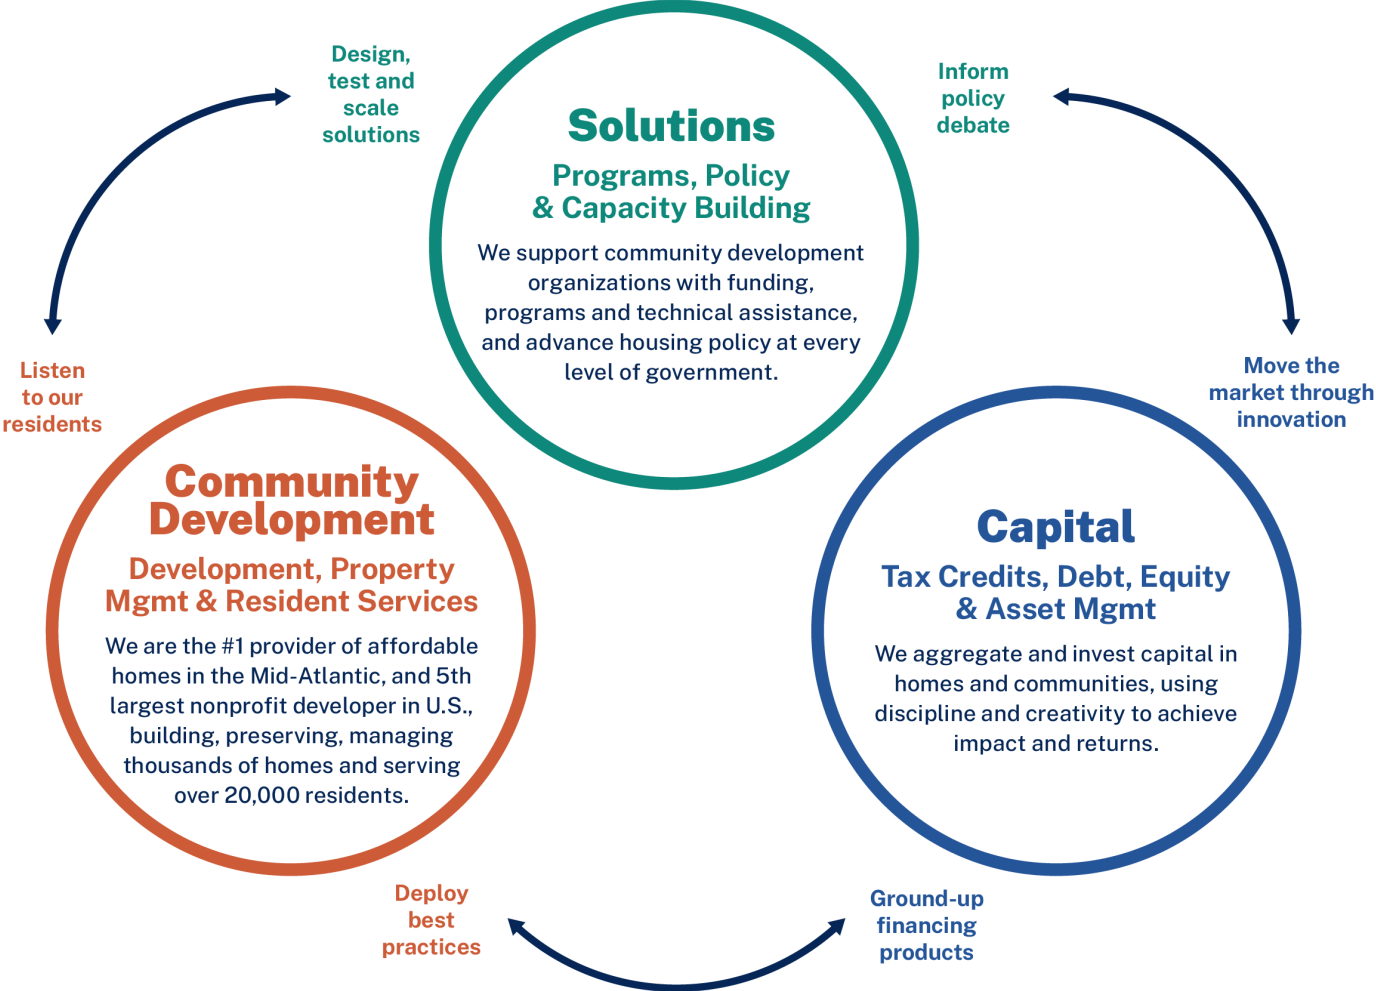 Design,
test and
scale
solutions
Inform
policy
debate
Solutions
Programs, Policy
& Capacity Building
We support community development
organizations with funding,
programs and technical assistance,
and advance housing policy at every
level of government.
Listen
to our
residents
Move the
market through
innovation
Community
Development
Development, Property
Mgmt & Resident Services
We are the #1 provider of affordable
homes in the Mid-Atlantic, and 5th
largest nonprofit developer in U.S.,
building, preserving, managing
thousands of homes and serving
over 20,000 residents.
Capital
Tax Credits, Debt, Equity
& Asset Mgmt
We aggregate and invest capital in
homes and communities, using
discipline and creativity to achieve
impact and returns.
Deploy
best
practices
Ground-up
financing
products